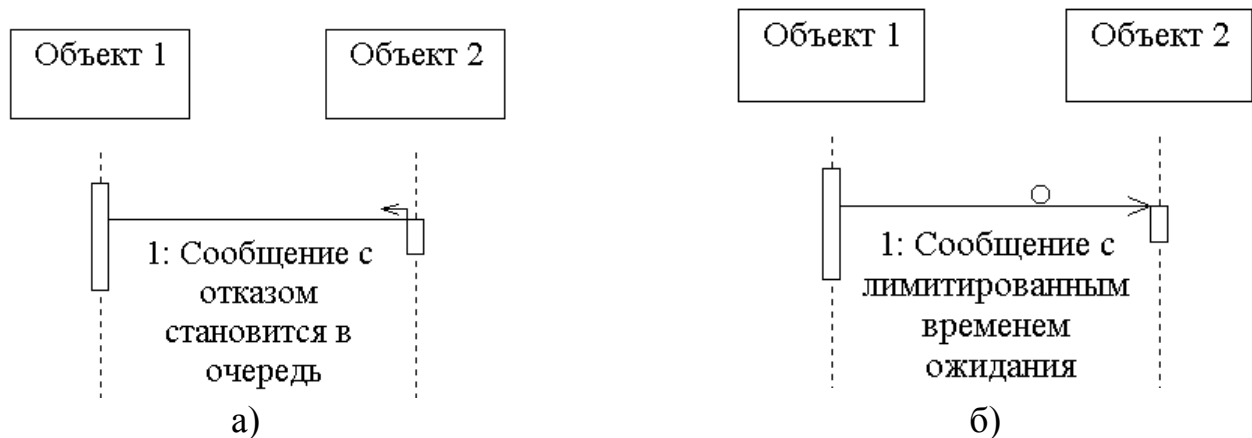 Объект 1
Объект 2
1: Сообщение с
отказом
становится в
очередь
а)
Объект 1
Объект 2
1: Сообщение с
лимитированным
временем
ожидания
б)